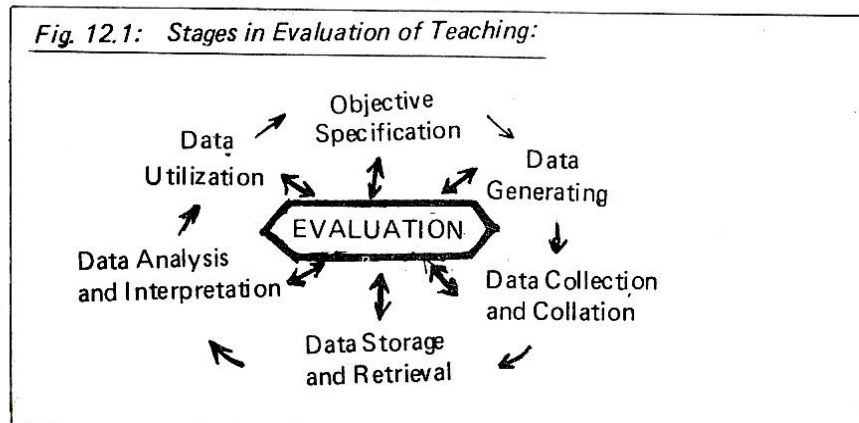 Fig. 12.1: Stages in Evaluation of Teaching:
Objective
Specification
Data
Generating
Data Collection
and Collation
Data Storage
and Retrieval
Data Analysis
and Interpretation
Data
Utilization
EVALUATION